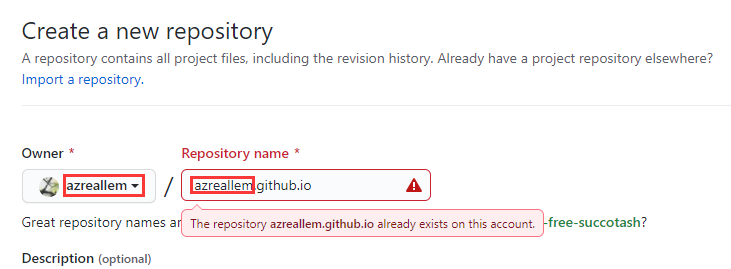 Create a new repository
A repository contains all project files, including the revision history. Already have a project repository elsewhere?
Import a repository.
Owner * Repository name *
azreallem / azreallem.github.io
Great repository names ar -free-succotash?
The repository azreallem.github.io already exists on this account.
Description (optional)